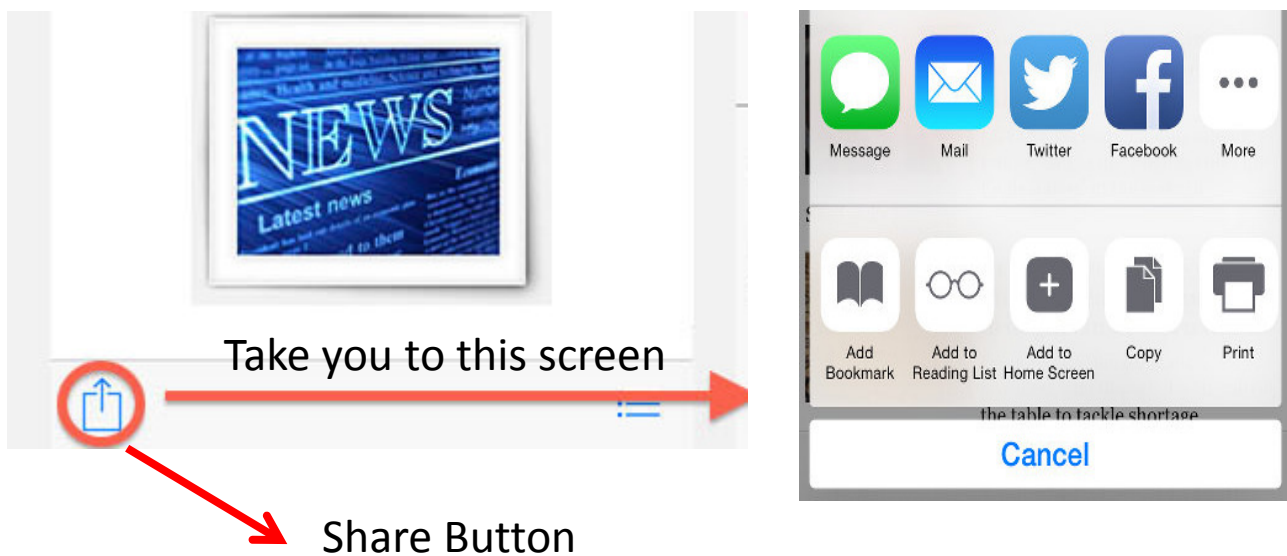 NEWS
Latest news
Take you to this screen
Share Button
Message Mail Twitter Facebook More
Add Bookmark
Add to Reading List
Add to Home Screen
Copy
Print
the table to tackle shortage
Cancel